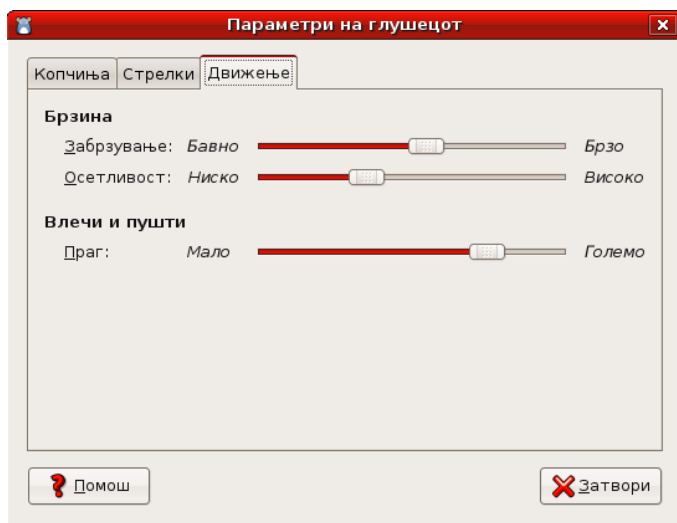 Параметри на глушецот
Копчиња Стрелки Движење
Брзина
Забрзување: Бавно Брзо
Осетливост: Ниско Високо
Влечи и пушти
Праг: Мало Големо
Помош Затвори